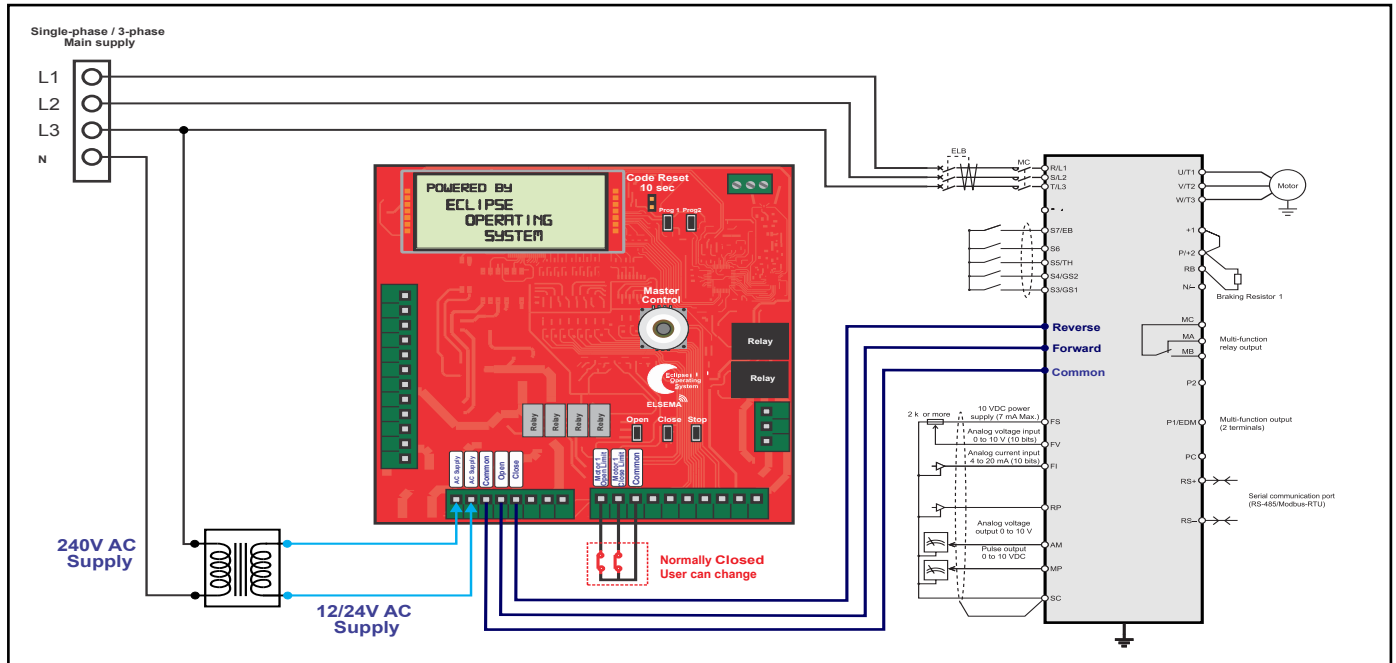 Single-phase / 3-phase
Main supply
L1
L2
L3
N
POWERED BY
ECLIPSE
OPERATING
SYSTEM
Code Reset
10 sec
Prog 1 Prog2
Master
Control
Relay
Relay
Eclipse
Operating
System
ELSEMA
Relay
Relay
Relay
Relay
Open Close Stop
AC Supply
AC Supply
Common
Open
Close
Motor 1
Open Limit
Motor 1
Close Limit
Common
240V AC
Supply
12/24V AC
Supply
Normally Closed
User can change
ELB
MC
R/L1
S/L2
T/L3
S7/EB
S6
S5/TH
S4/GS2
S3/GS1
Reverse
Forward
Common
2 k or more
10 VDC power
supply (7 mA Max.)
FS
Analog voltage input
0 to 10 V (10 bits)
FV
Analog current input
4 to 20 mA (10 bits)
FI
RP
Analog voltage
output 0 to 10 V
AM
Pulse output
0 to 10 VDC
MP
SC
U/T1
V/T2
W/T3
Motor
+1
P/+2
RB
N/–
Braking Resistor 1
MC
MA
MB
Multi-function
relay output
P2
P1/EDM
Multi-function output
(2 terminals)
PC
RS+
Serial communication port
(RS-485/Modbus-RTU)
RS–